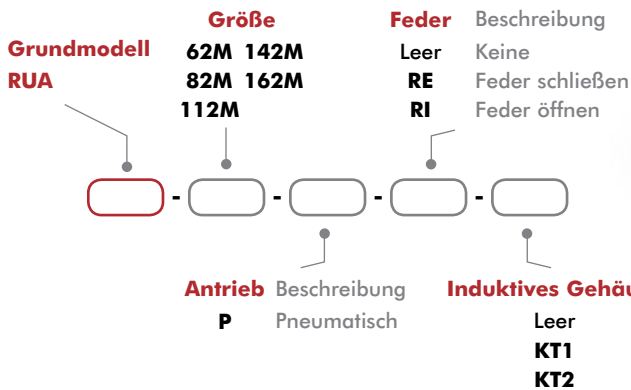 Größe
Feder Beschreibung
Grundmodell
RUA
62M 142M
82M 162M
112M
Leer Keine
RE Feder schließen
RI Feder öffnen
- - - -
Antrieb Beschreibung
P Pneumatisch
Induktives
Leer
KT1
KT2